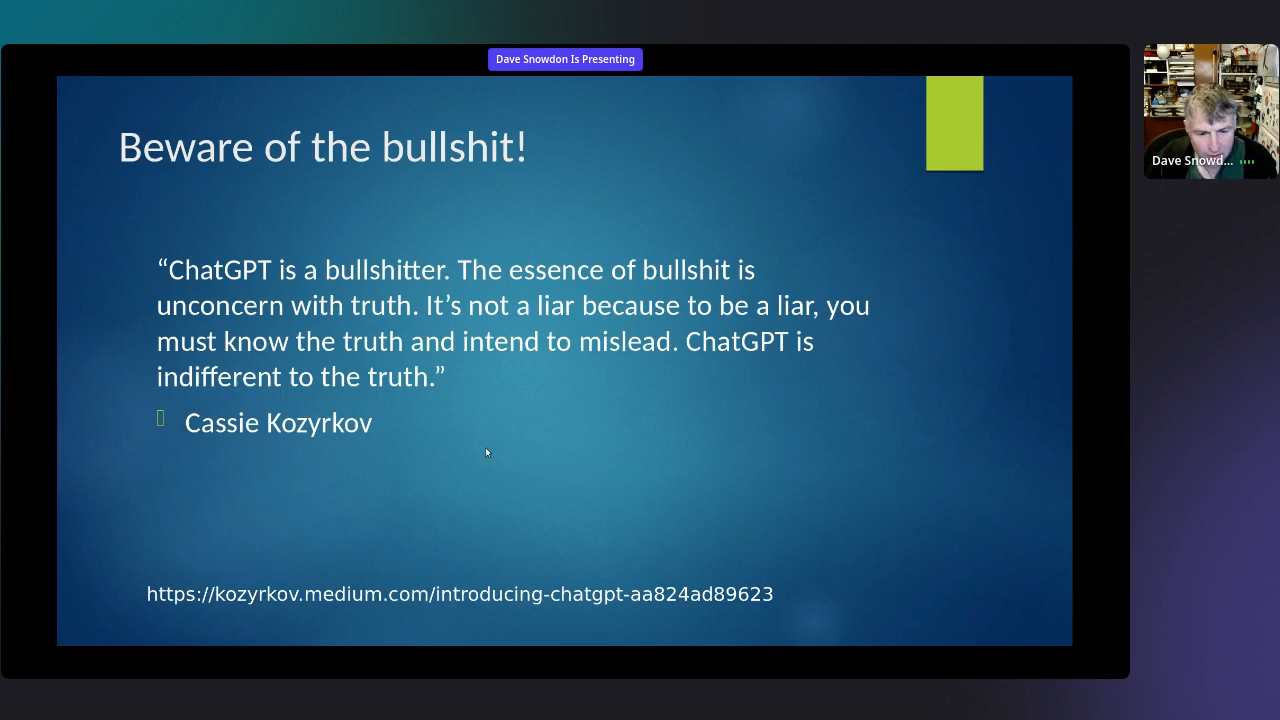 Dave Snowdon Is Presenting
Beware of the bullshit!
“ChatGPT is a bullshitter. The essence of bullshit is
unconcern with truth. It’s not a liar because to be a liar, you
must know the truth and intend to mislead. ChatGPT is
indifferent to the truth.”
Cassie Kozyrkov
https://kozyrkov.medium.com/introducing-chatgpt-aa824ad89623
Dave Snowd...